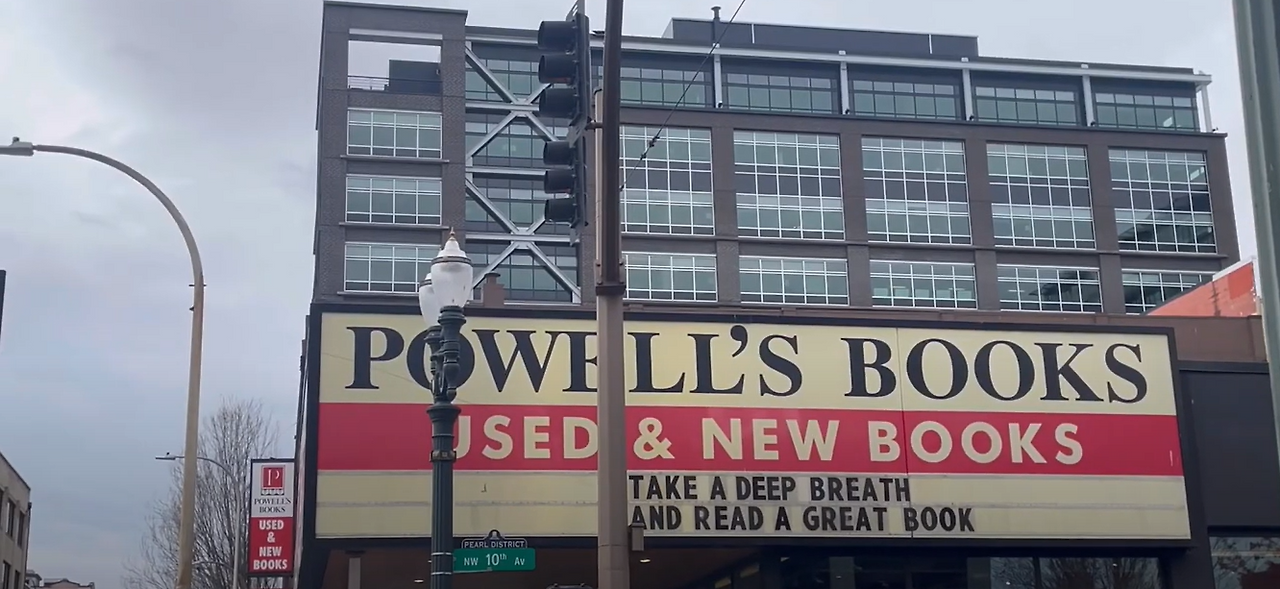 POWELL'S BOOKS
USED & NEW BOOKS
TAKE A DEEP BREATH
AND READ A GREAT BOOK
P
POWELL'S
BOOKS
USED
&
NEW
BOOKS
PEARL DISTRICT
NW 10th Av